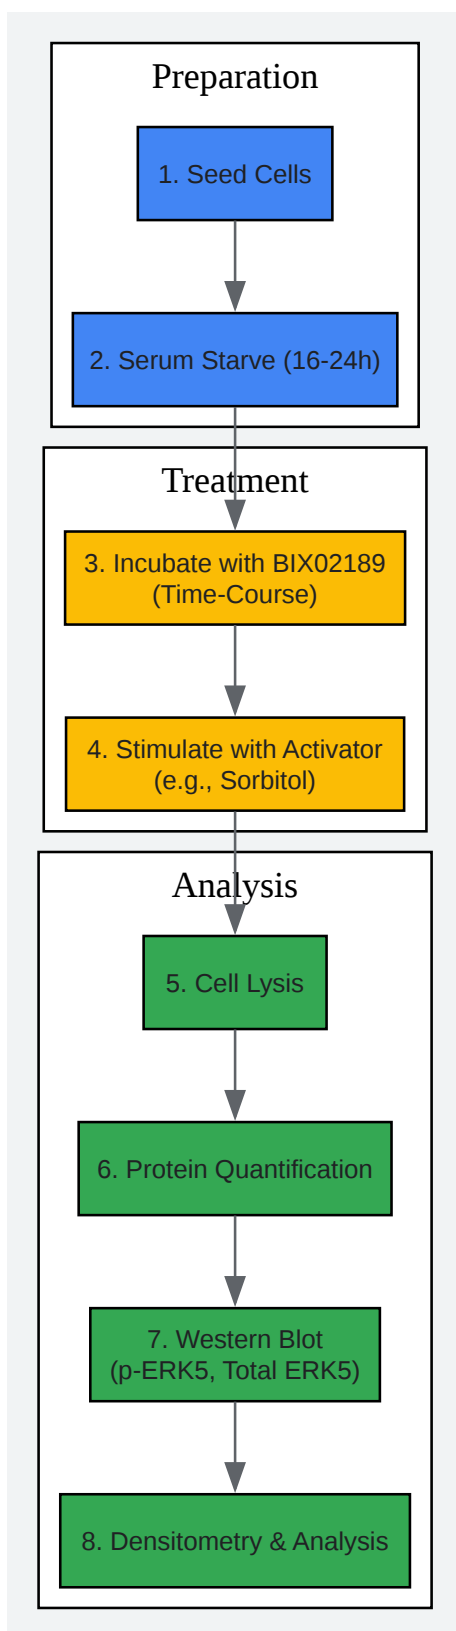 Preparation
1. Seed Cells
2. Serum Starve (16-24h)
Treatment
3. Incubate with BIX02189
(Time-Course)
4. Stimulate with Activator
(e.g., Sorbitol)
Analysis
5. Cell Lysis
6. Protein Quantification
7. Western Blot
(p-ERK5, Total ERK5)
8. Densitometry & Analysis